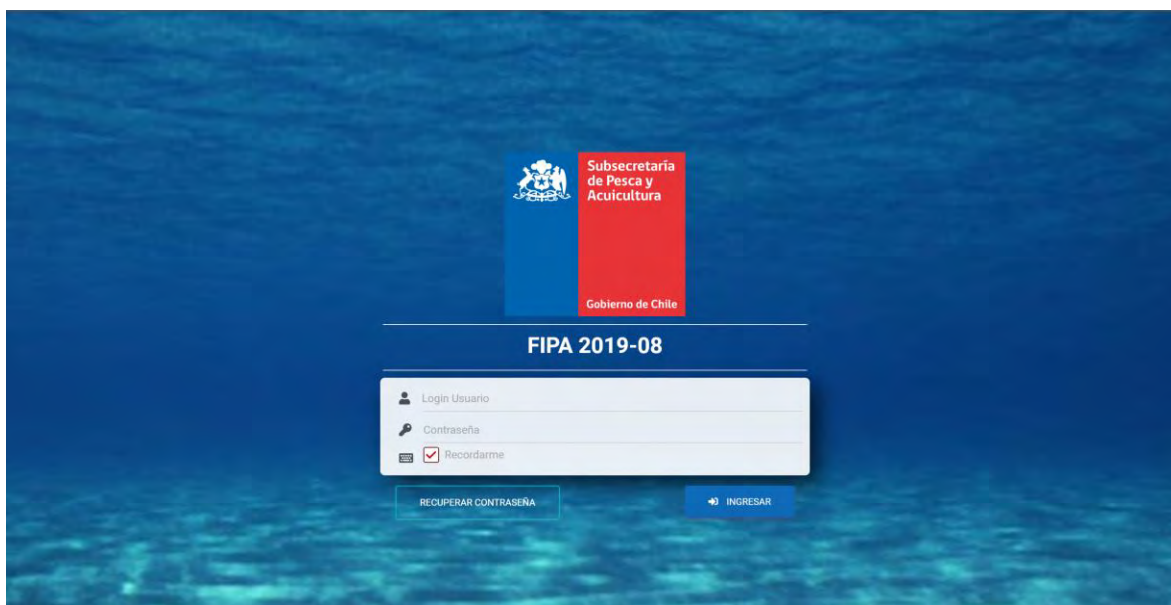 Subsecretaría
de Pesca y
Acuicultura
Gobierno de Chile
FIPA 2019-08
Login Usuario
Contraseña
Recordarme
RECUPERAR CONTRASEÑA
INGRESAR